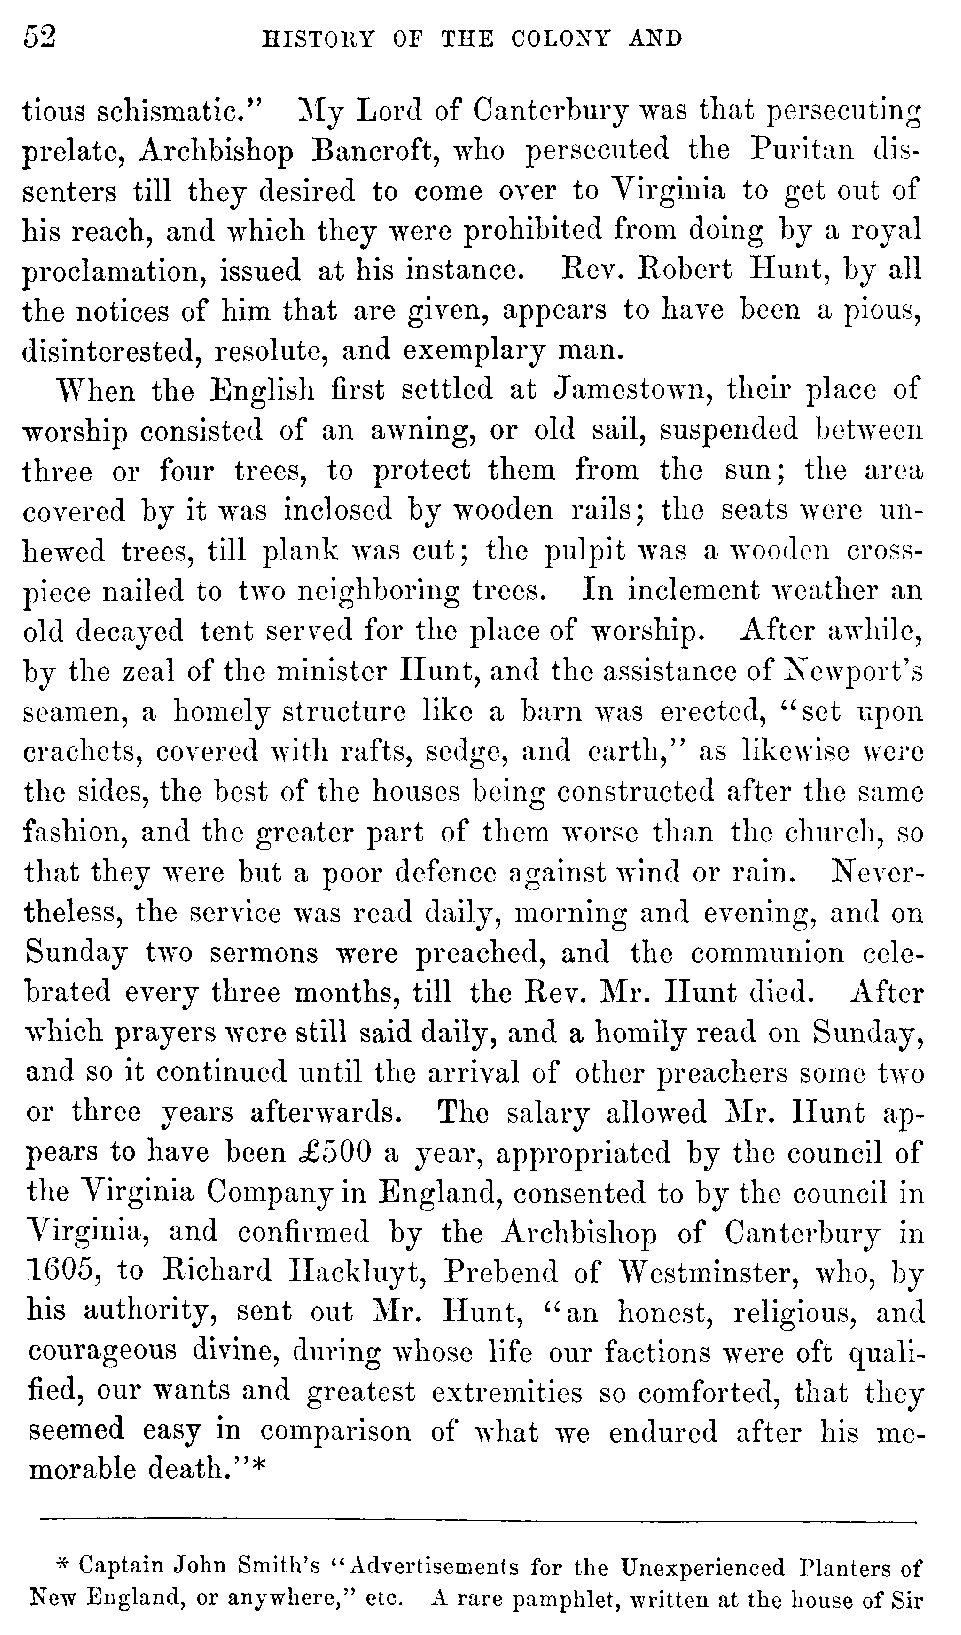 52 HISTORY OF THE COLONY AND
tious schismatic." My Lord of Canterbury was that persecuting
prelate, Archbishop Bancroft, who persecuted the Puritan dis-
senters till they desired to come over to Virginia to get out of
his reach, and which they were prohibited from doing by a royal
proclamation, issued at his instance. Rev. Robert Hunt, by all
the notices of him that are given, appears to have been a pious,
disinterested, resolute, and exemplary man.
When the English first settled at Jamestown, their place of
worship consisted of an awning, or old sail, suspended between
three or four trees, to protect them from the sun; the area
covered by it was inclosed by wooden rails; the seats were un-
hewed trees, till plank was cut; the pulpit was a wooden cross-
piece nailed to two neighboring trees. In inclement weather an
old decayed tent served for the place of worship. After awhile,
by the zeal of the minister Hunt, and the assistance of Newport's
seamen, a homely structure like a barn was erected, "set upon
crachets, covered with rafts, sedge, and earth," as likewise were
the sides, the best of the houses being constructed after the same
fashion, and the greater part of them worse than the church, so
that they were but a poor defence against wind or rain. Never-
theless, the service was read daily, morning and evening, and on
Sunday two sermons were preached, and the communion cele-
brated every three months, till the Rev. Mr. Hunt died. After
which prayers were still said daily, and a homily read on Sunday,
and so it continued until the arrival of other preachers some two
or three years afterwards. The salary allowed Mr. Hunt ap-
pears to have been £500 a year, appropriated by the council of
the Virginia Company in England, consented to by the council in
Virginia, and confirmed by the Archbishop of Canterbury in
1605, to Richard Hackluyt, Prebend of Westminster, who, by
his authority, sent out Mr. Hunt, "an honest, religious, and
courageous divine, during whose life our factions were oft quali-
fied, our wants and greatest extremities so comforted, that they
seemed easy in comparison of what we endured after his me-
morable death."*
* Captain John Smith's "Advertisements for the Unexperienced Planters of
New England, or anywhere," etc. A rare pamphlet, written at the house of Sir